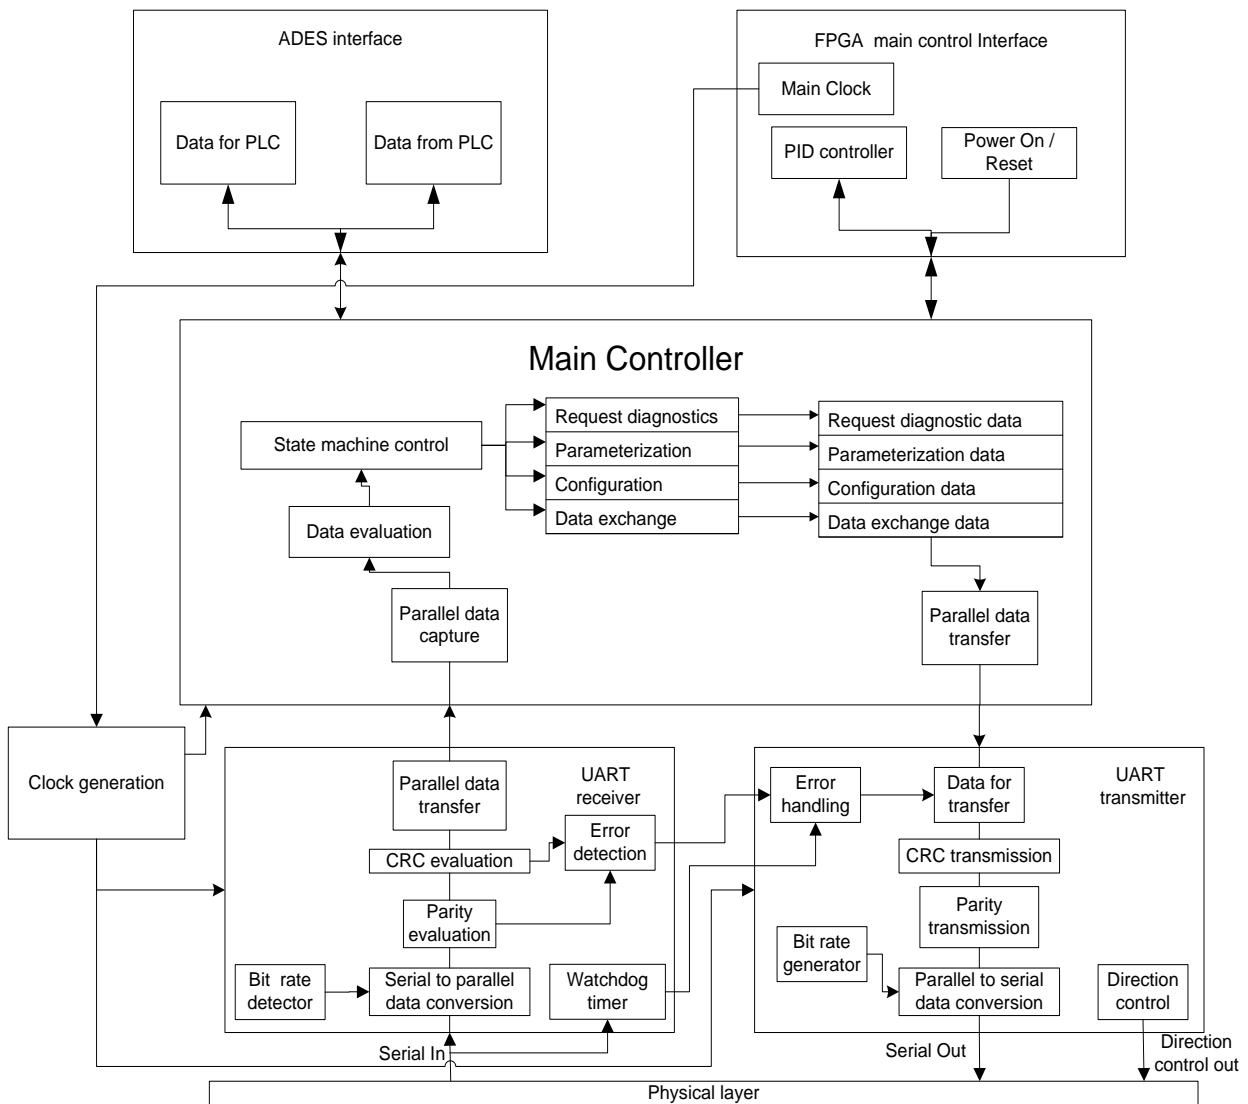 ADES interface
FPGA main control Interface
Main Clock
Data for PLC
Data from PLC
PID controller
Power On /
Reset
Main Controller
State machine control
Request diagnostics
Parameterization
Configuration
Data exchange
Request diagnostic data
Parameterization data
Configuration data
Data exchange data
Data evaluation
Parallel data
capture
Parallel data
transfer
Clock generation
UART
receiver
Parallel data
transfer
Error
detection
CRC evaluation
Parity
evaluation
Bit rate
detector
Serial to parallel
data conversion
Watchdog
timer
UART
transmitter
Error
handling
Data for
transfer
CRC transmission
Parity
transmission
Bit rate
generator
Parallel to serial
data conversion
Direction
control
Serial In
Serial Out
Direction
control out
Physical layer